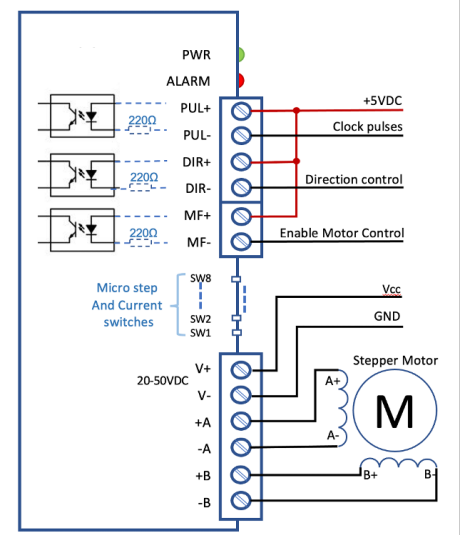 PWR
ALARM
PUL+
+5VDC
220Ω
PUL-
Clock pulses
DIR+
220Ω
DIR-
Direction control
MF+
220Ω
MF-
Enable Motor Control
SW8
Micro step
And Current
switches
SW2
SW1
Vcc
GND
V+
20-50VDC
V-
+A
-A
+B
-B
Stepper Motor
A+
M
A-
B+
B-